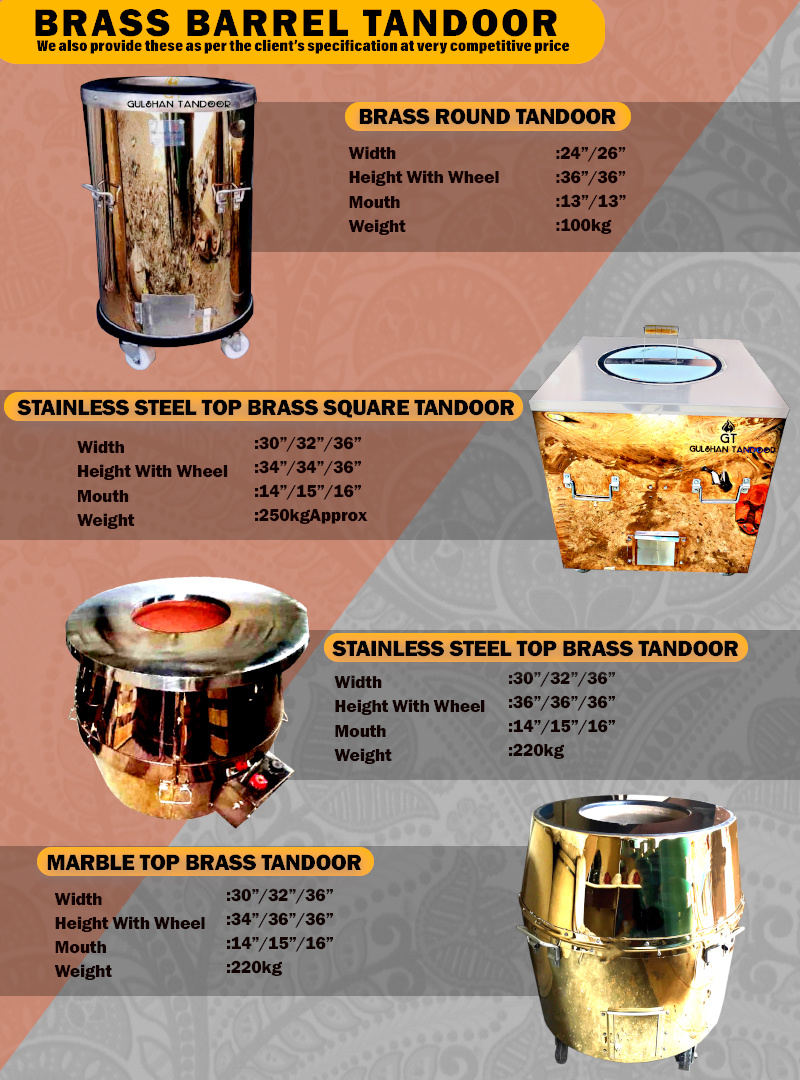 BRASS BARREL TANDOOR
We also provide these as per the client's specification at very competitive price
GULSHAN TANDOOR
BRASS ROUND TANDOOR
Width :24”/26”
Height With Wheel :36”/36”
Mouth :13”/13”
Weight :100kg
STAINLESS STEEL TOP BRASS SQUARE TANDOOR
Width :30”/32”/36”
Height With Wheel :34”/34”/36”
Mouth :14”/15”/16”
Weight :250kgApprox
GT
GULSHAN TANDOOR
STAINLESS STEEL TOP BRASS TANDOOR
Width :30”/32”/36”
Height With Wheel :36”/36”/36”
Mouth :14”/15”/16”
Weight :220kg
MARBLE TOP BRASS TANDOOR
Width :30”/32”/36”
Height With Wheel :34”/36”/36”
Mouth :14”/15”/16”
Weight :220kg